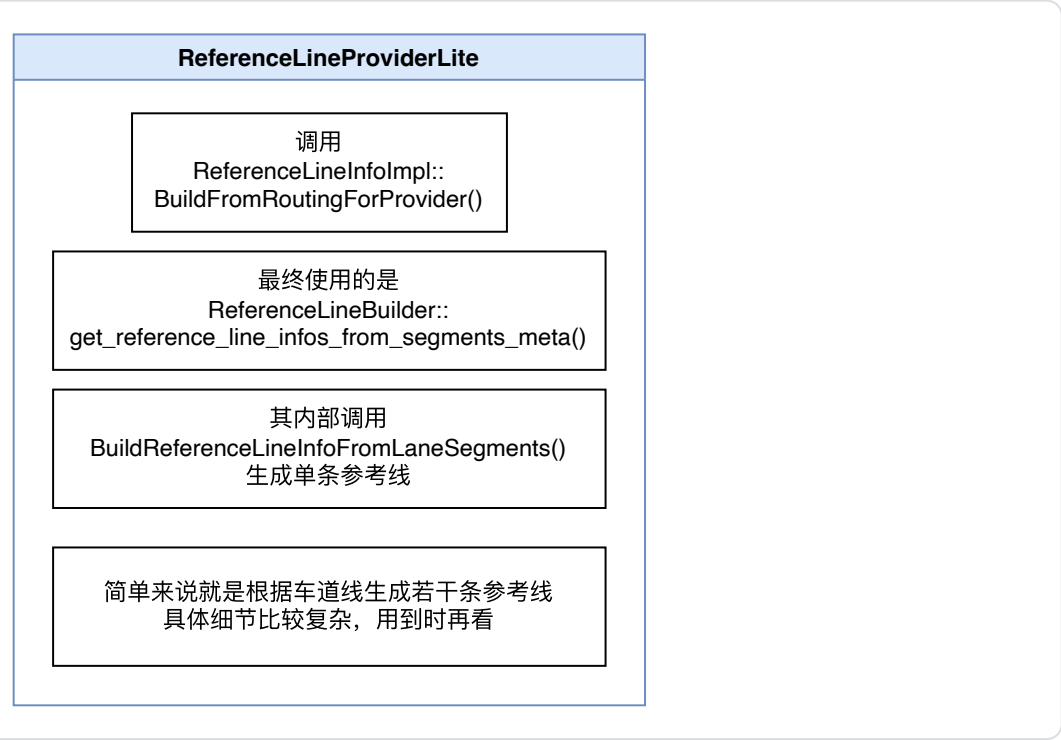 ReferenceLineProviderLite
调用
ReferenceLineInfoImpl::
BuildFromRoutingForProvider()
最终使用的是
ReferenceLineBuilder::
get_reference_line_infos_from_segments_meta()
其内部调用
BuildReferenceLineInfoFromLaneSegments()
生成单条参考线
简单来说就是根据车道线生成若干条参考线
具体细节比较复杂，用到时再看